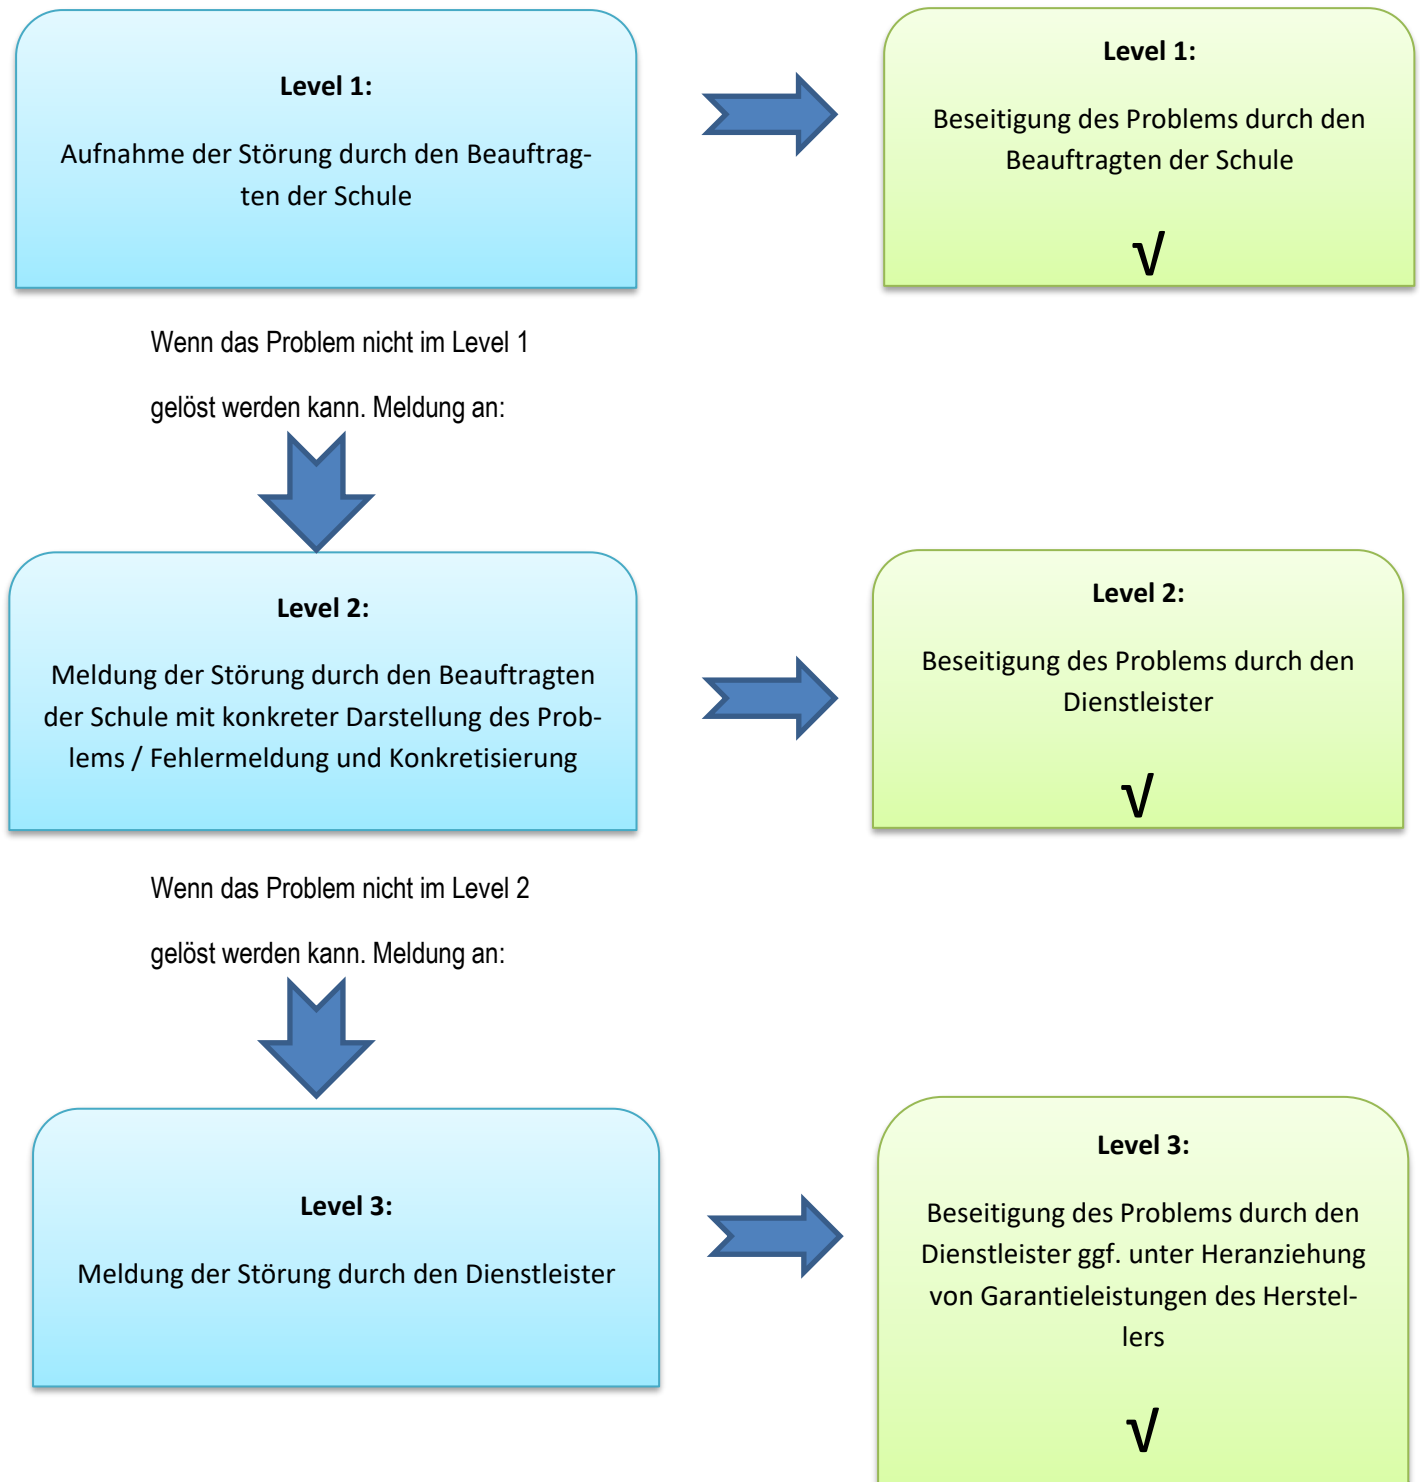 Level 1:
Aufnahme der Störung durch den Beauftrag-
ten der Schule
Level 1:
Beseitigung des Problems durch den
Beauftragten der Schule
√
Wenn das Problem nicht im Level 1
gelöst werden kann. Meldung an:
Level 2:
Meldung der Störung durch den Beauftragten
der Schule mit konkreter Darstellung des Prob-
lems / Fehlermeldung und Konkretisierung
Level 2:
Beseitigung des Problems durch den
Dienstleister
√
Wenn das Problem nicht im Level 2
gelöst werden kann. Meldung an:
Level 3:
Meldung der Störung durch den Dienstleister
Level 3:
Beseitigung des Problems durch den
Dienstleister ggf. unter Heranziehung
von Garantieleistungen des Herstel-
lers
√